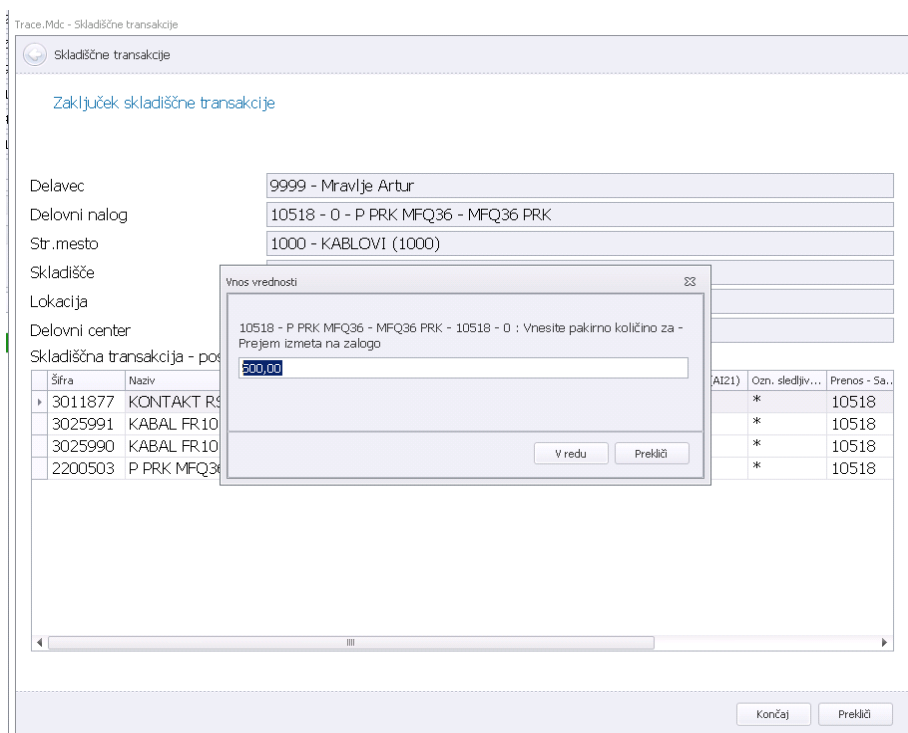 Trace.Mdc - Skladiščne transakcije
Skladiščne transakcije
Zaključek skladiščne transakcije
Delavec 9999 - Mravlje Artur
Delovni nalog 10518 - 0 - P PRK MFQ36 - MFQ36 PRK
Str.mesto 1000 - KABLOVI (1000)
Skladišče
Lokacija
Delovni center
Vnos vrednosti
10518 - P PRK MFQ36 - MFQ36 PRK - 10518 - 0 : Vnesite pakirno količino za -
Prejem izmeta na zalogo
500,00
V redu Prekliči
Skladiščna transakcija - pos
Šifra Naziv (AI21) Ozn. sledljiv... Prenos - Sa..
3011877 KONTAKT RS * 10518
3025991 KABAL FR10 * 10518
3025990 KABAL FR10 * 10518
2200503 P PRK MFQ36 * 10518
Končaj Prekliči